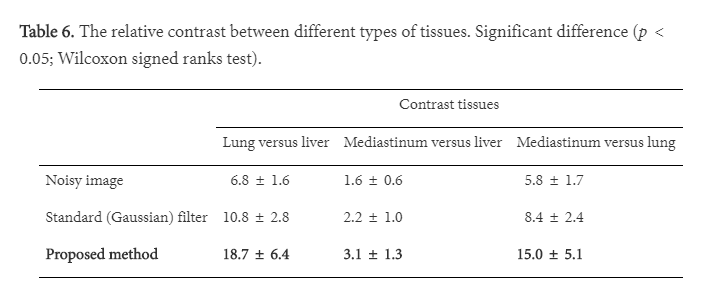 Table 6. The relative contrast between different types of tissues. Significant difference (p <
0.05; Wilcoxon signed ranks test).
Contrast tissues
Lung versus liver Mediastinum versus liver Mediastinum versus lung
Noisy image 6.8 ± 1.6 1.6 ± 0.6 5.8 ± 1.7
Standard (Gaussian) filter 10.8 ± 2.8 2.2 ± 1.0 8.4 ± 2.4
Proposed method 18.7 ± 6.4 3.1 ± 1.3 15.0 ± 5.1